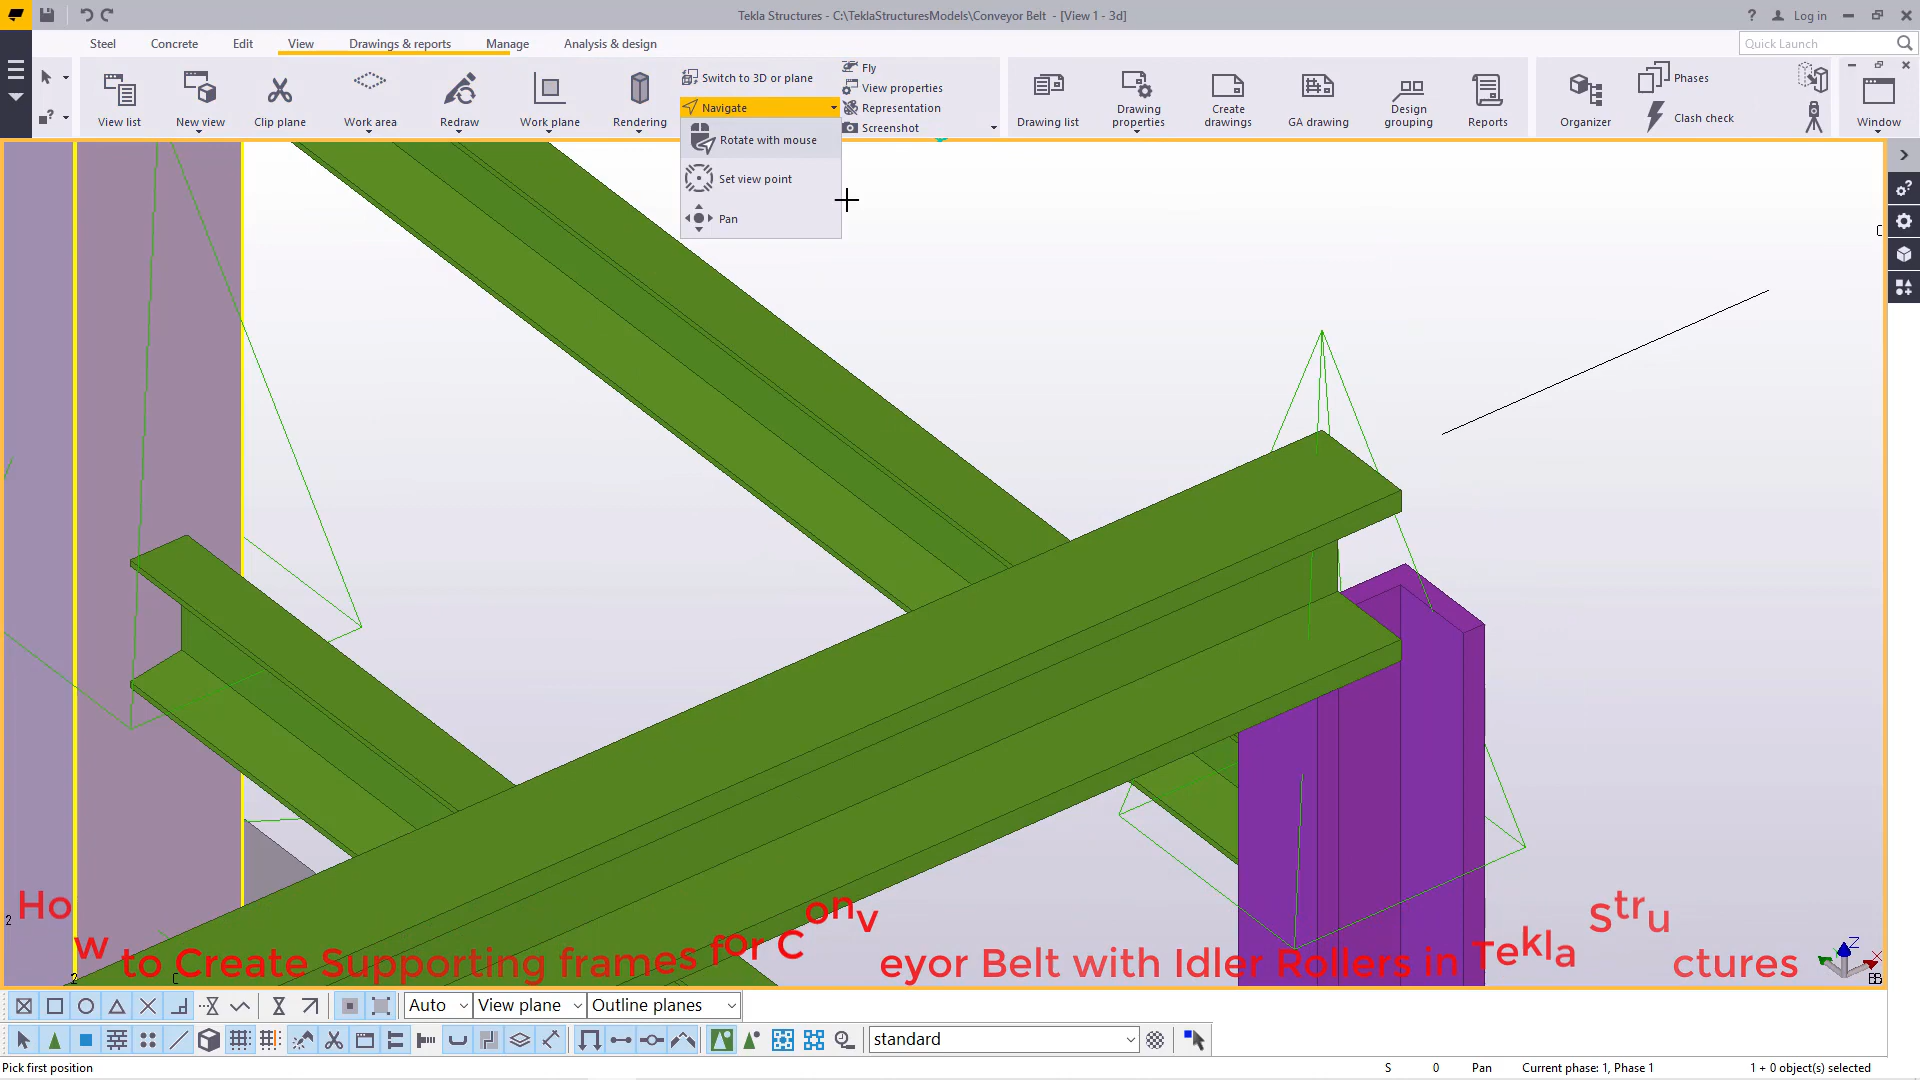 Tekla Structures - C:\TeklaStructuresModels\Conveyor Belt - [View 1 - 3d]
? Log in
Steel Concrete Edit View Drawings & reports Manage Analysis & design
Quick Launch
View list
New view
Clip plane
Work area
Redraw
Work plane
Rendering
Switch to 3D or plane
Navigate
Rotate with mouse
Set view point
Pan
Fly
View properties
Representation
Screenshot
Drawing list
Drawing properties
Create drawings
GA drawing
Design grouping
Reports
Organizer
Phases
Clash check
Window
How to Create Supporting frames for Conveyor Belt with Idler Rollers in Tekla Structures
2
2
Z
X
Auto View plane Outline planes
standard
Pick first position S 0 Pan Current phase: 1, Phase 1 1 + 0 object(s) selected